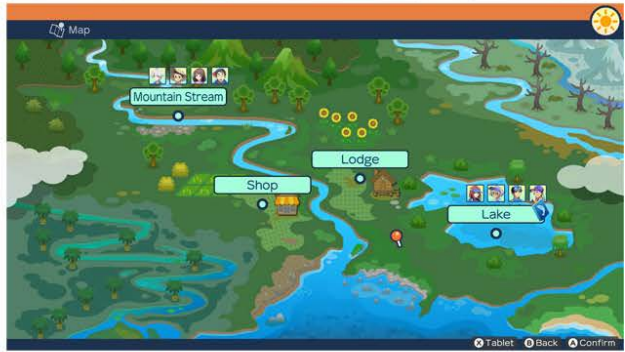 Map
Mountain Stream
Lodge
Shop
Lake
X Tablet B Back A Confirm